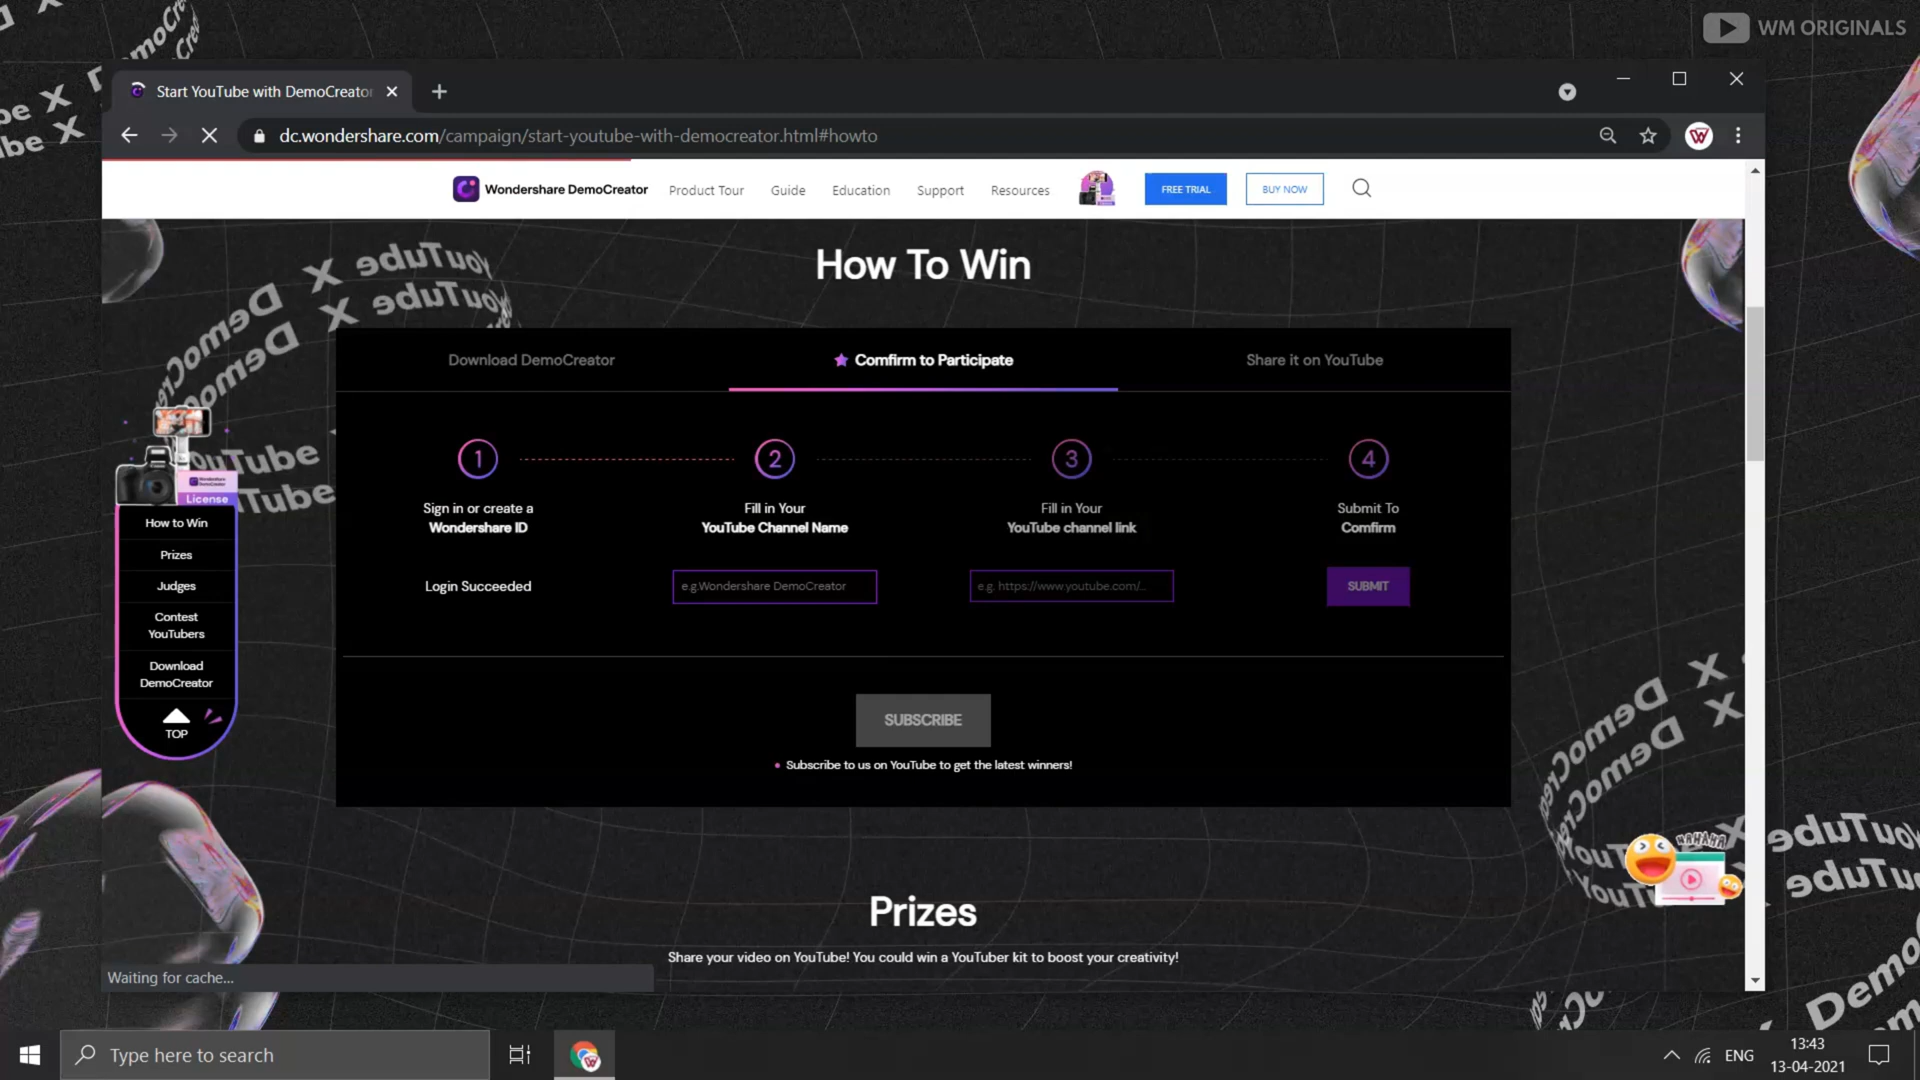 WM ORIGINALS
Start YouTube with DemoCreator
dc.wondershare.com/campaign/start-youtube-with-democreator.html#howto
Wondershare DemoCreator
Product Tour
Guide
Education
Support
Resources
FREE TRIAL
BUY NOW
How To Win
YouTube X DemoCreator
Download DemoCreator
Comfirm to Participate
Share it on YouTube
1
2
3
4
Sign in or create a
Wondershare ID
Fill in Your
YouTube Channel Name
Fill in Your
YouTube channel link
Submit To
Comfirm
Login Succeeded
e.g.Wondershare DemoCreator
e.g. https://www.youtube.com/...
SUBMIT
SUBSCRIBE
Subscribe to us on YouTube to get the latest winners!
License
How to Win
Prizes
Judges
Contest
YouTubers
Download
DemoCreator
TOP
HAHAHA
Prizes
Share your video on YouTube! You could win a YouTuber kit to boost your creativity!
Waiting for cache...
Type here to search
ENG
13:43
13-04-2021